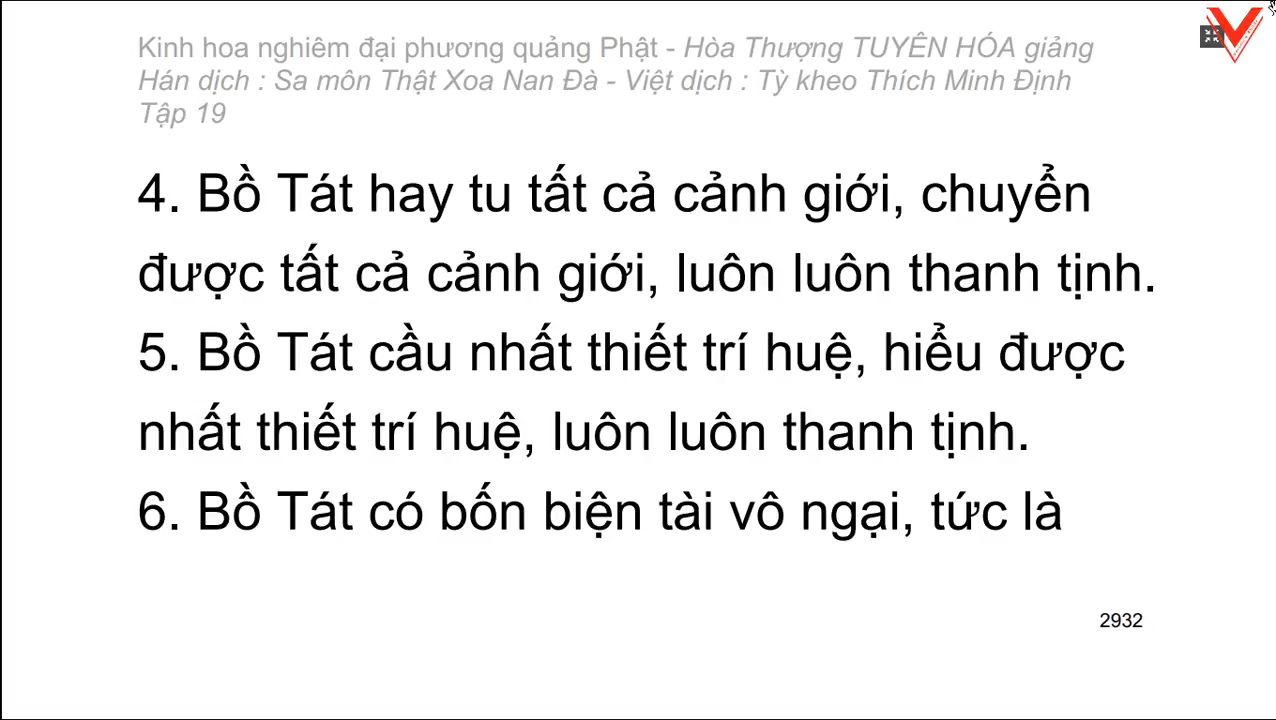 Kinh hoa nghiêm đại phương quảng Phật - Hòa Thượng TUYÊN HÓA giảng
Hán dịch : Sa môn Thật Xoa Nan Đà - Việt dịch : Tỳ kheo Thích Minh Định
Tập 19
4. Bồ Tát hay tu tất cả cảnh giới, chuyển
được tất cả cảnh giới, luôn luôn thanh tịnh.
5. Bồ Tát cầu nhất thiết trí huệ, hiểu được
nhất thiết trí huệ, luôn luôn thanh tịnh.
6. Bồ Tát có bốn biện tài vô ngại, tức là
2932